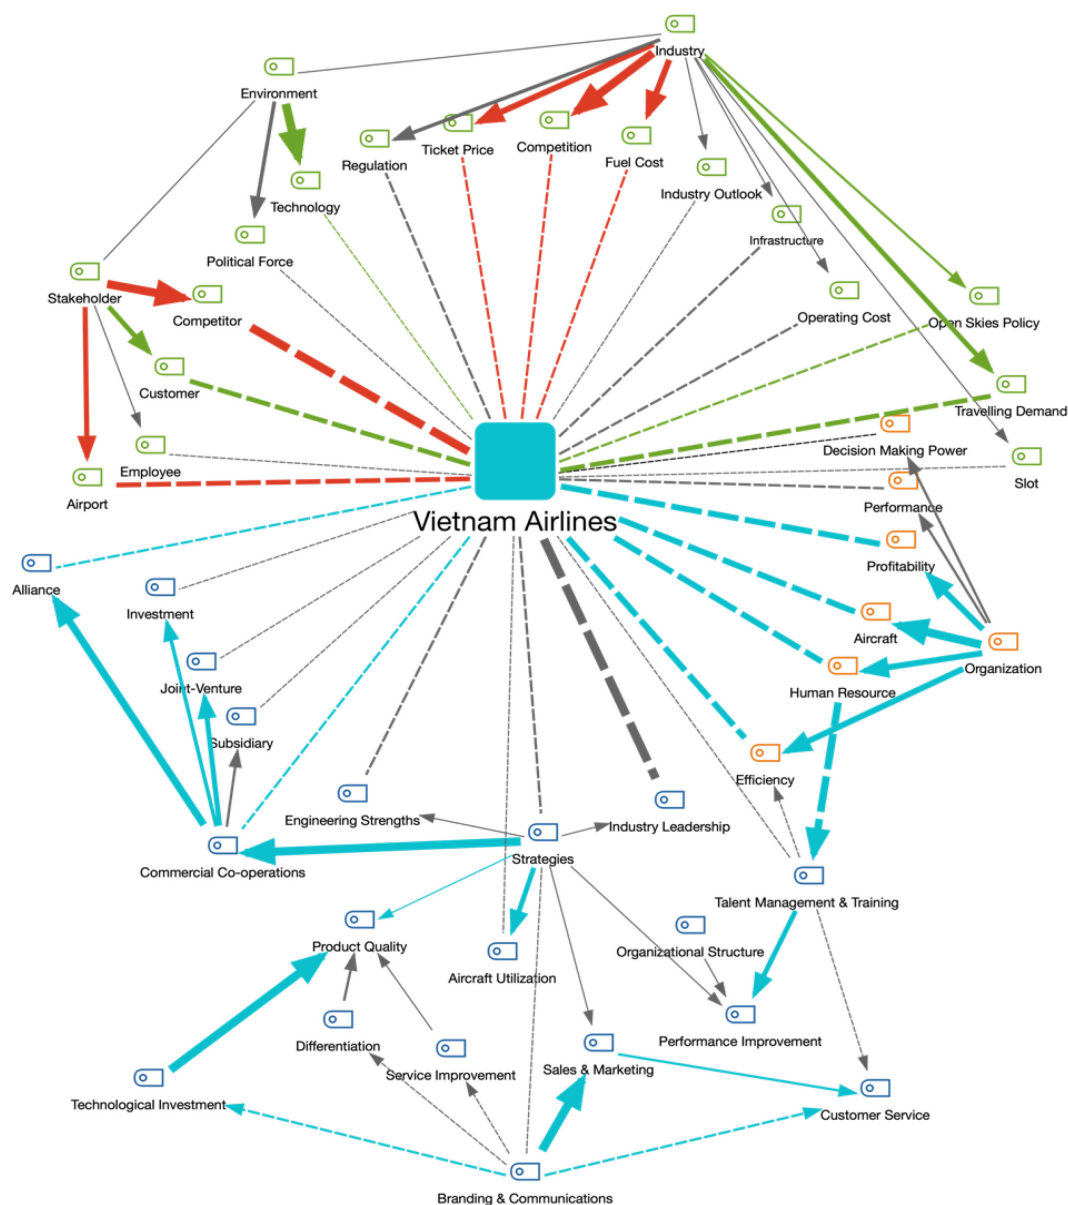 Industry
Environment
Regulation
Ticket Price
Competition
Fuel Cost
Industry Outlook
Technology
Infrastructure
Political Force
Stakeholder
Competitor
Operating Cost
Open Skies Policy
Customer
Travelling Demand
Decision Making Power
Employee
Slot
Airport
Performance
Vietnam Airlines
Profitability
Alliance
Investment
Aircraft
Organization
Joint-Venture
Human Resource
Subsidiary
Efficiency
Engineering Strengths
Industry Leadership
Strategies
Commercial Co-operations
Talent Management & Training
Product Quality
Organizational Structure
Aircraft Utilization
Differentiation
Performance Improvement
Service Improvement
Sales & Marketing
Technological Investment
Customer Service
Branding & Communications